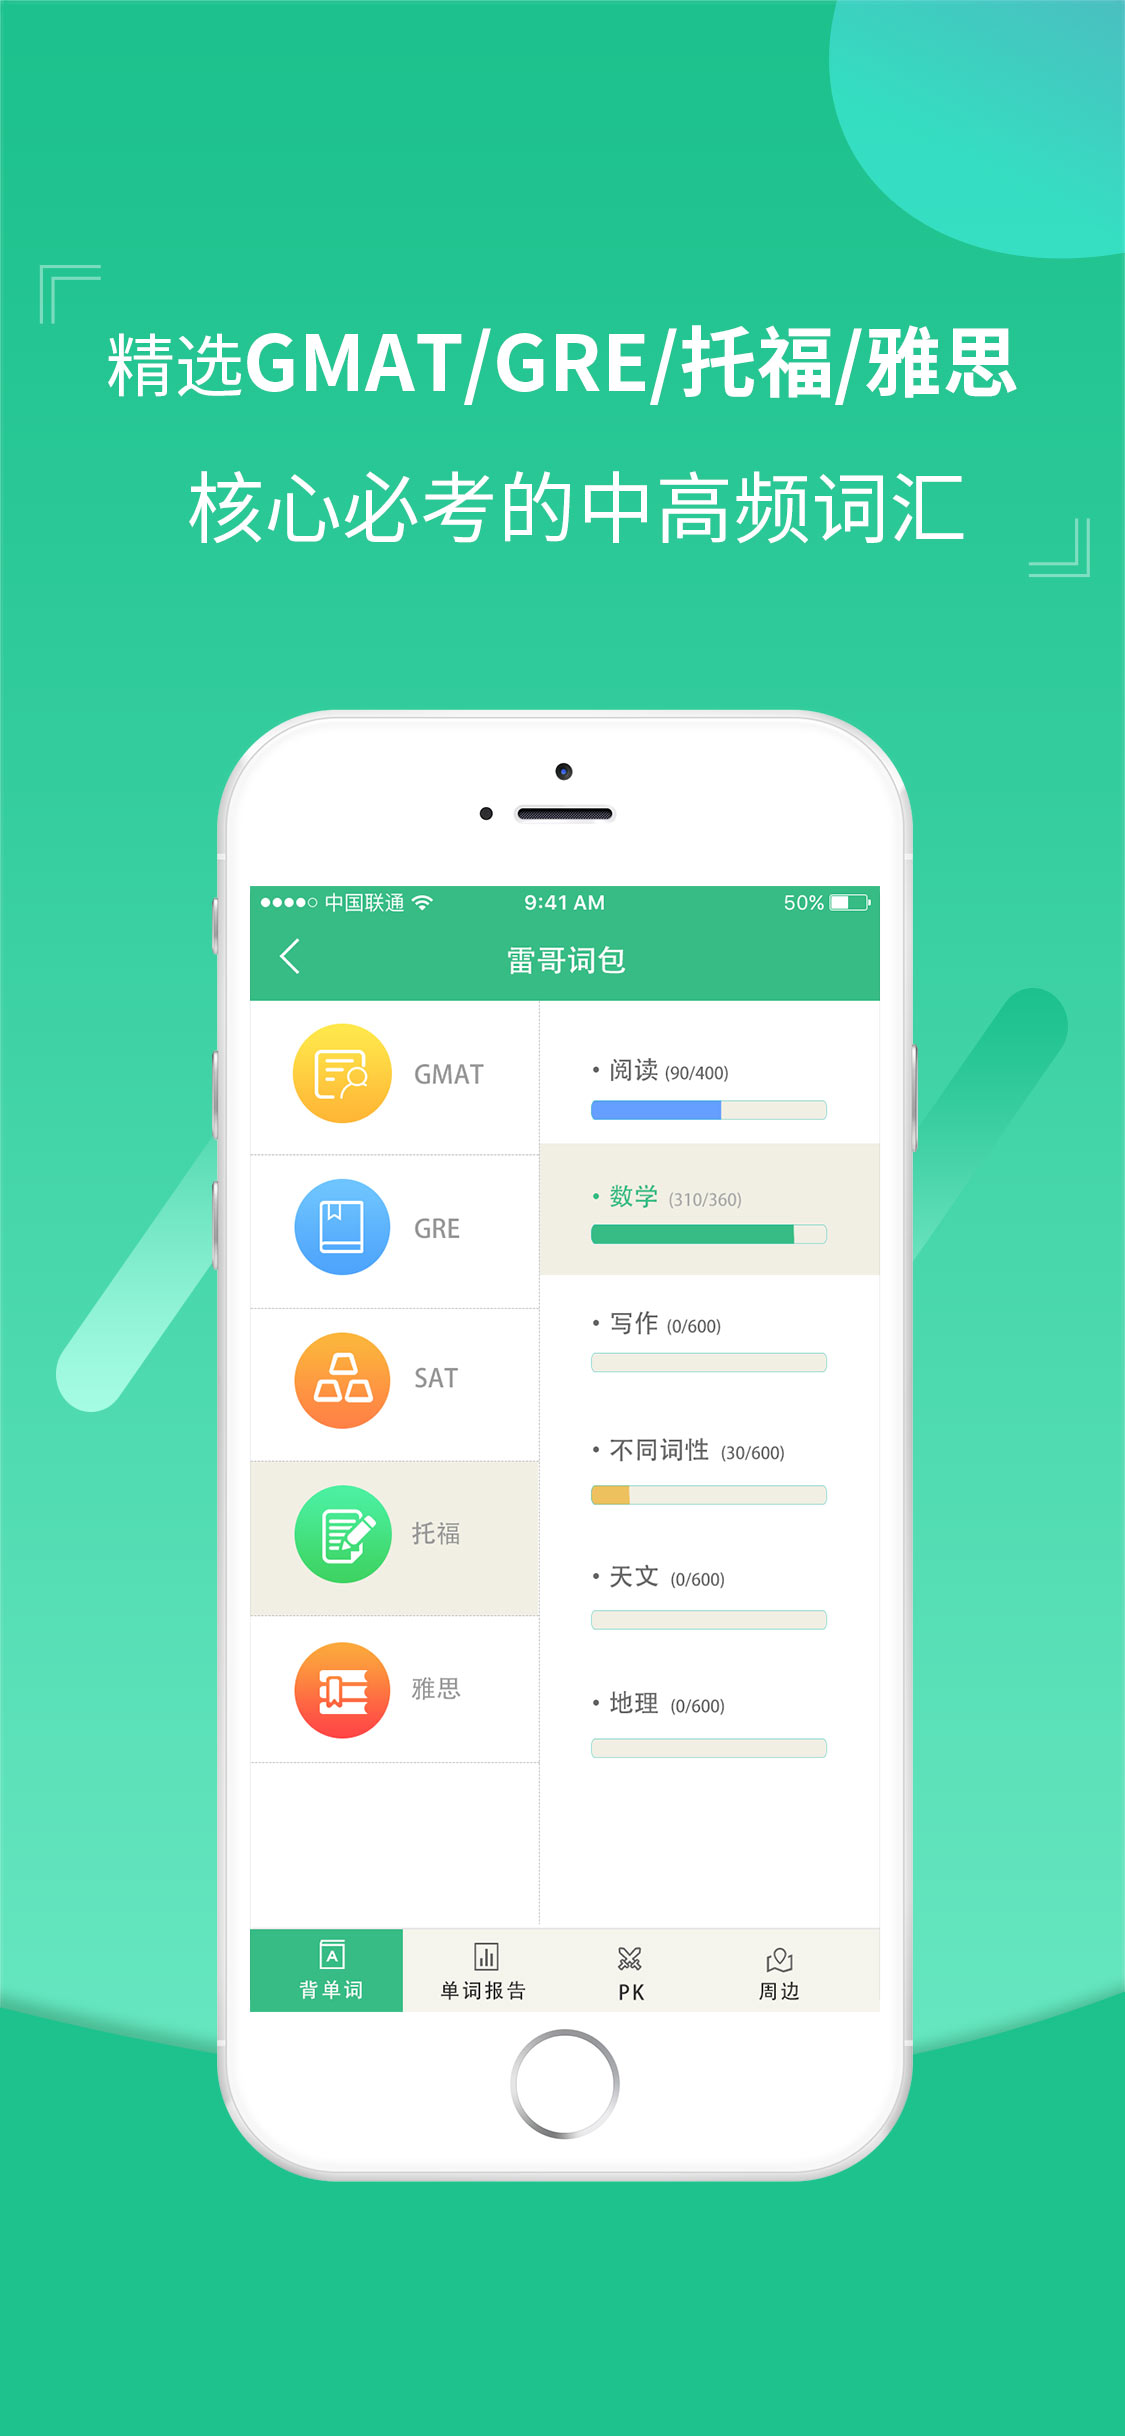 精选GMAT/GRE/托福/雅思
核心必考的中高频词汇
中国联通 9:41 AM 50%
雷哥词包
GMAT
GRE
SAT
托福
雅思
·阅读 (90/400)
·数学 (310/360)
·写作 (0/600)
·不同词性 (30/600)
·天文 (0/600)
·地理 (0/600)
A
背单词 单词报告 PK 周边